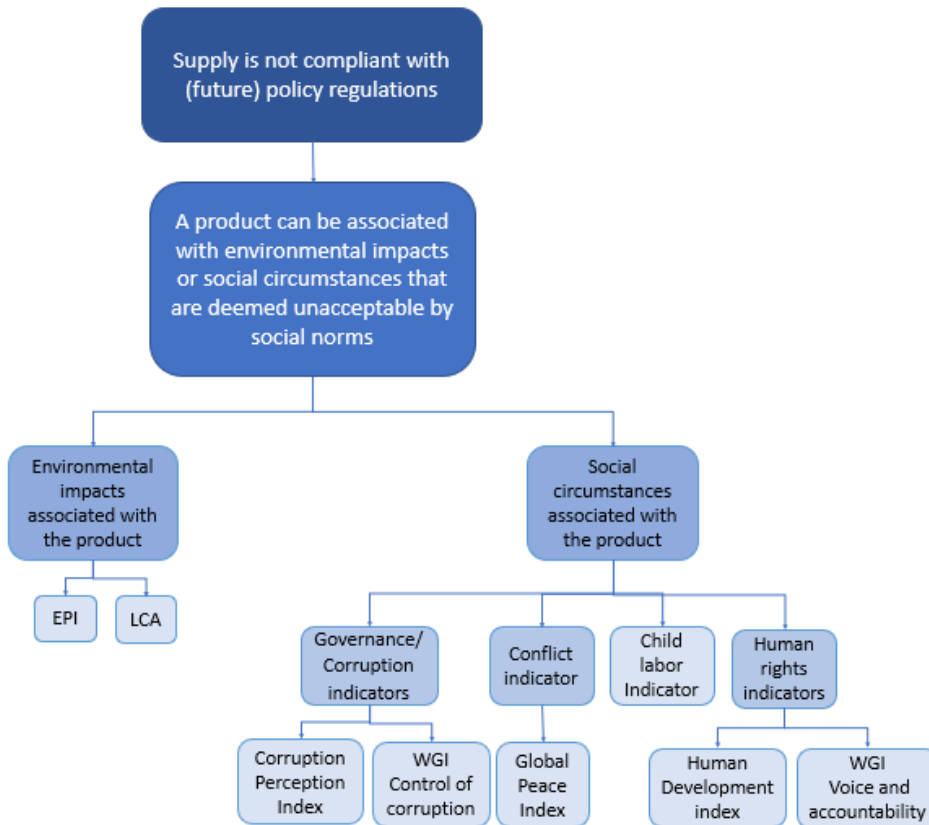 Supply is not compliant with
(future) policy regulations
A product can be associated
with environmental impacts
or social circumstances that
are deemed unacceptable by
social norms
Environmental
impacts
associated with
the product
Social
circumstances
associated with
the product
EPI
LCA
Governance/
Corruption
indicators
Conflict
indicator
Child
labor
Indicator
Human
rights
indicators
Corruption
Perception
Index
WGI
Control of
corruption
Global
Peace
Index
Human
Development
index
WGI
Voice and
accountability